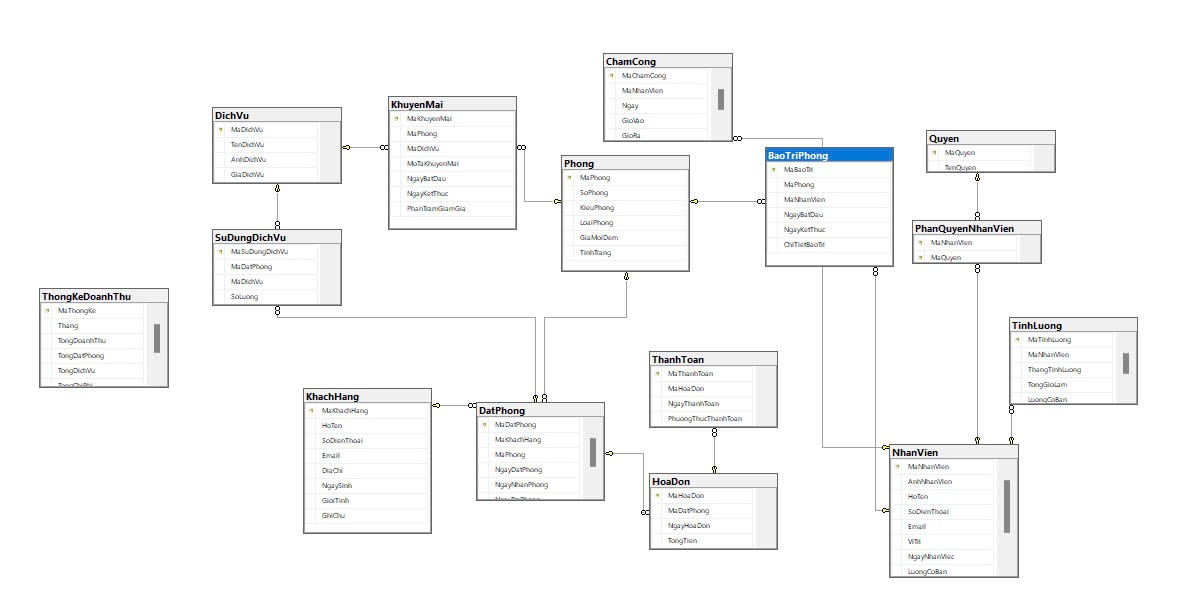 ChamCong
MaChamCong
MaNhanVien
Ngay
GioVao
GioRa
KhuyenMai
MaKhuyenMai
MaPhong
MaDichVu
MoTaKhuyenMai
NgayBatDau
NgayKetThuc
PhanTramGiamGia
DichVu
MaDichVu
TenDichVu
AnhDichVu
GiaDichVu
Phong
MaPhong
SoPhong
KieuPhong
LoaiPhong
GiaMoiDem
TinhTrang
BaoTriPhong
MaBaoTri
MaPhong
MaNhanVien
NgayBatDau
NgayKetThuc
ChiTietBaoTri
Quyen
MaQuyen
TenQuyen
PhanQuyenNhanVien
MaNhanVien
MaQuyen
SuDungDichVu
MaSuDungDichVu
MaDatPhong
MaDichVu
SoLuong
ThongKeDoanhThu
MaThongKe
Thang
TongDoanhThu
TongDatPhong
TongDichVu
TongChiPhi
TinhLuong
MaTinhLuong
MaNhanVien
ThangTinhLuong
TongGioLam
LuongCoBan
ThanhToan
MaThanhToan
MaHoaDon
NgayThanhToan
PhuongThucThanhToan
KhachHang
MaKhachHang
HoTen
SoDienThoai
Email
DiaChi
NgaySinh
GioiTinh
GhiChu
DatPhong
MaDatPhong
MaKhachHang
MaPhong
NgayDatPhong
NgayNhanPhong
HoaDon
MaHoaDon
MaDatPhong
NgayHoaDon
TongTien
NhanVien
MaNhanVien
AnhNhanVien
HoTen
SoDienThoai
Email
ViTri
NgayNhanViec
LuongCoBan